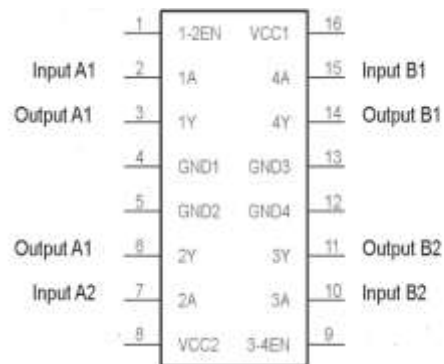 1 1-2EN VCC1 16
Input A1 2 1A 4A 15 Input B1
Output A1 3 1Y 4Y 14 Output B1
4 GND1 GND3 13
5 GND2 GND4 12
Output A1 6 2Y 3Y 11 Output B2
Input A2 7 2A 3A 10 Input B2
8 VCC2 3-4EN 9